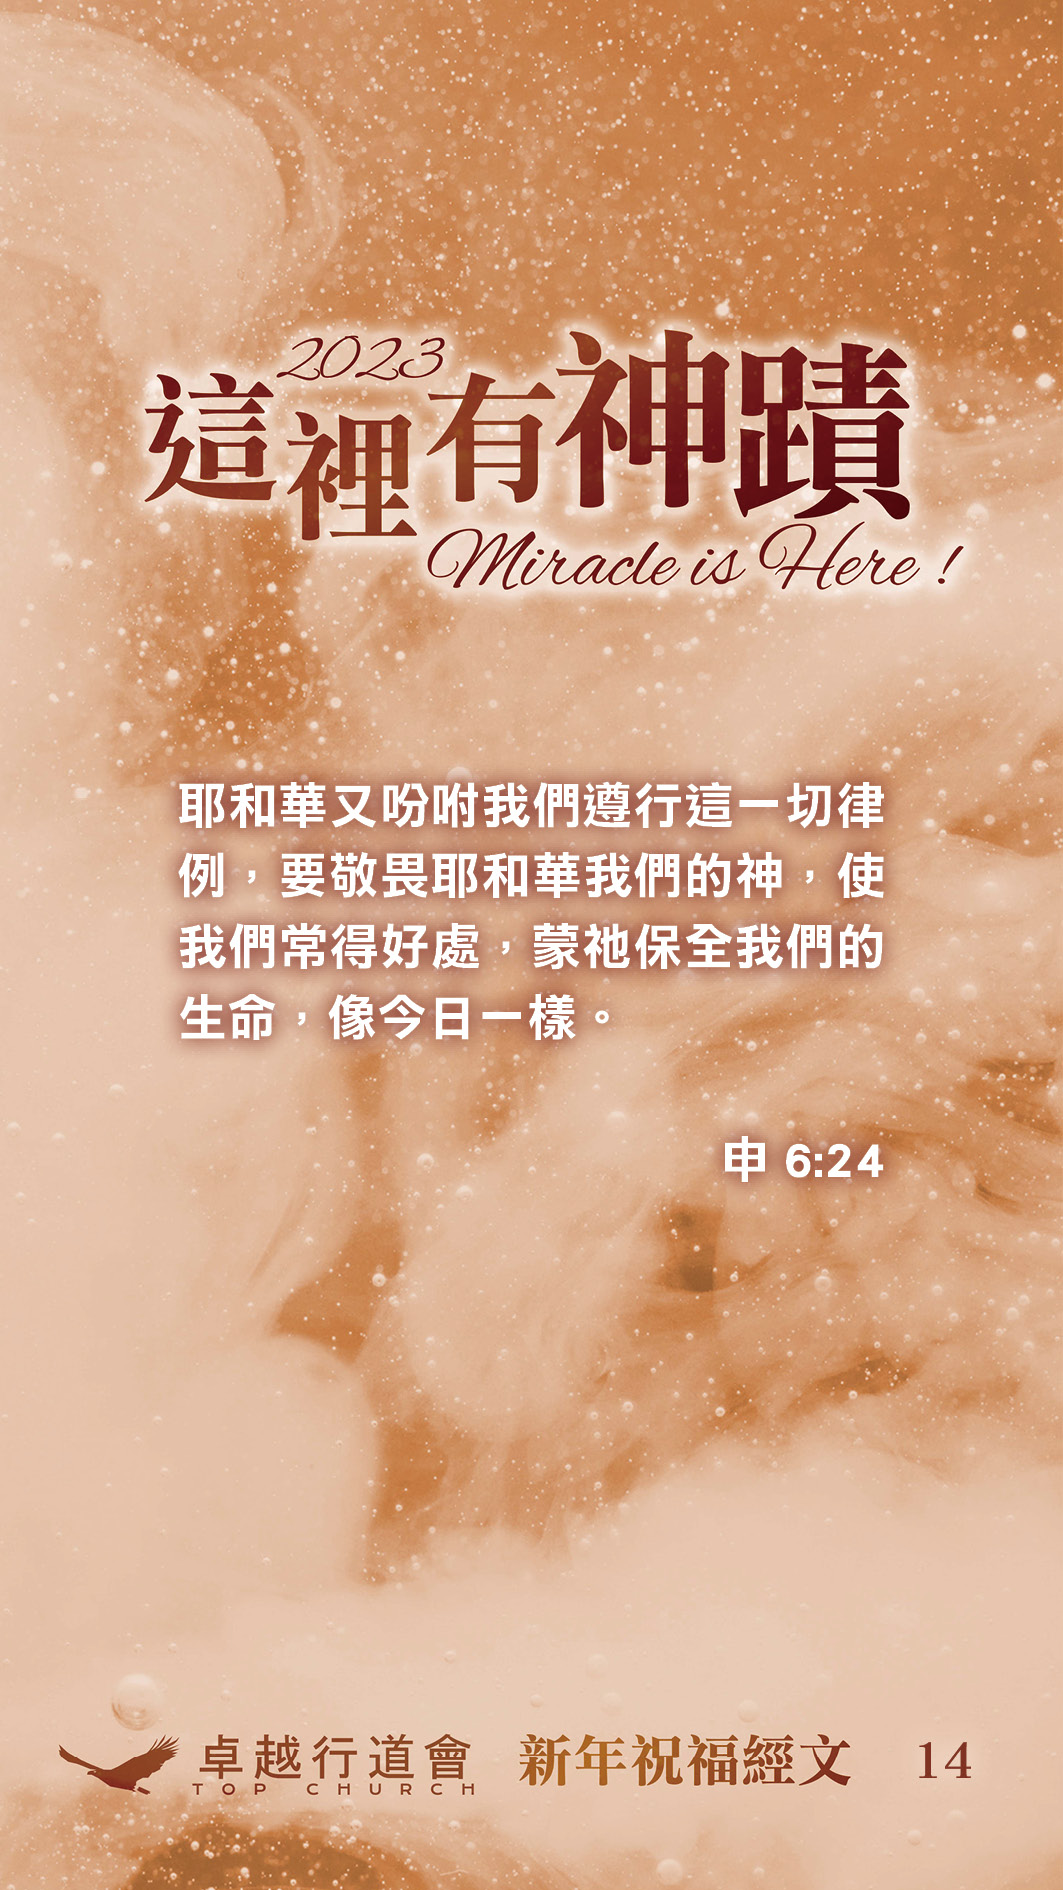 2023
這裡有神蹟
Miracle is Here !
耶和華又吩咐我們遵行這一切律
例，要敬畏耶和華我們的神，使
我們常得好處，蒙祂保全我們的
生命，像今日一樣。
申 6:24
卓越行道會 新年祝福經文 14
TOP CHURCH